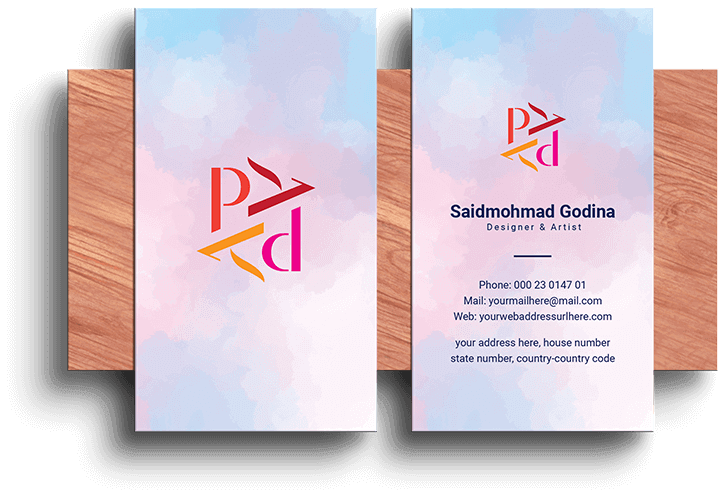 p
d
p
d
Saidmohmad Godina
Designer & Artist
Phone: 000 23 0147 01
Mail: yourmailhere@mail.com
Web: yourwebaddressurlhere.com
your address here, house number
state number, country-country code